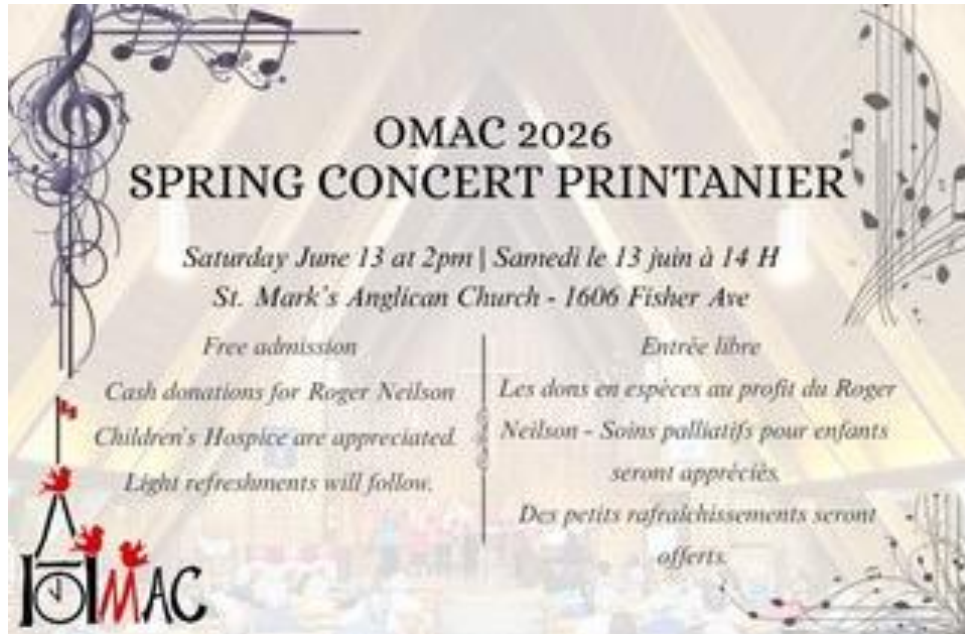 OMAC 2026
SPRING CONCERT PRINTANIER
Saturday June 13 at 2pm | Samedi le 13 juin à 14 H
St. Mark's Anglican Church - 1606 Fisher Ave
Free admission
Cash donations for Roger Neilson
Children's Hospice are appreciated.
Light refreshments will follow.
Entrée libre
Les dons en espèces au profit du Roger
Neilson - Soins palliatifs pour enfants
seront appréciés.
Des petits rafraîchissements seront
offerts.
OMAC